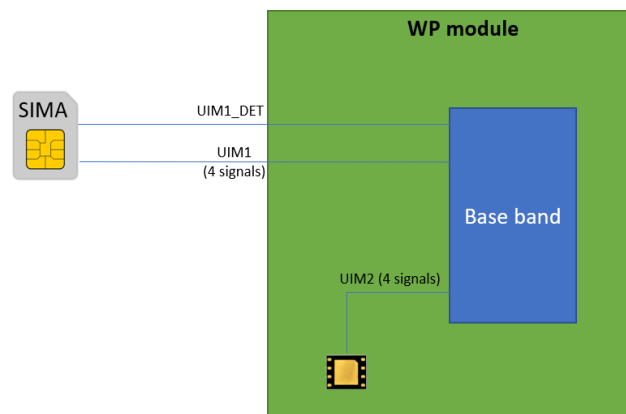 WP module
SIMA
UIM1_DET
UIM1
(4 signals)
Base band
UIM2 (4 signals)